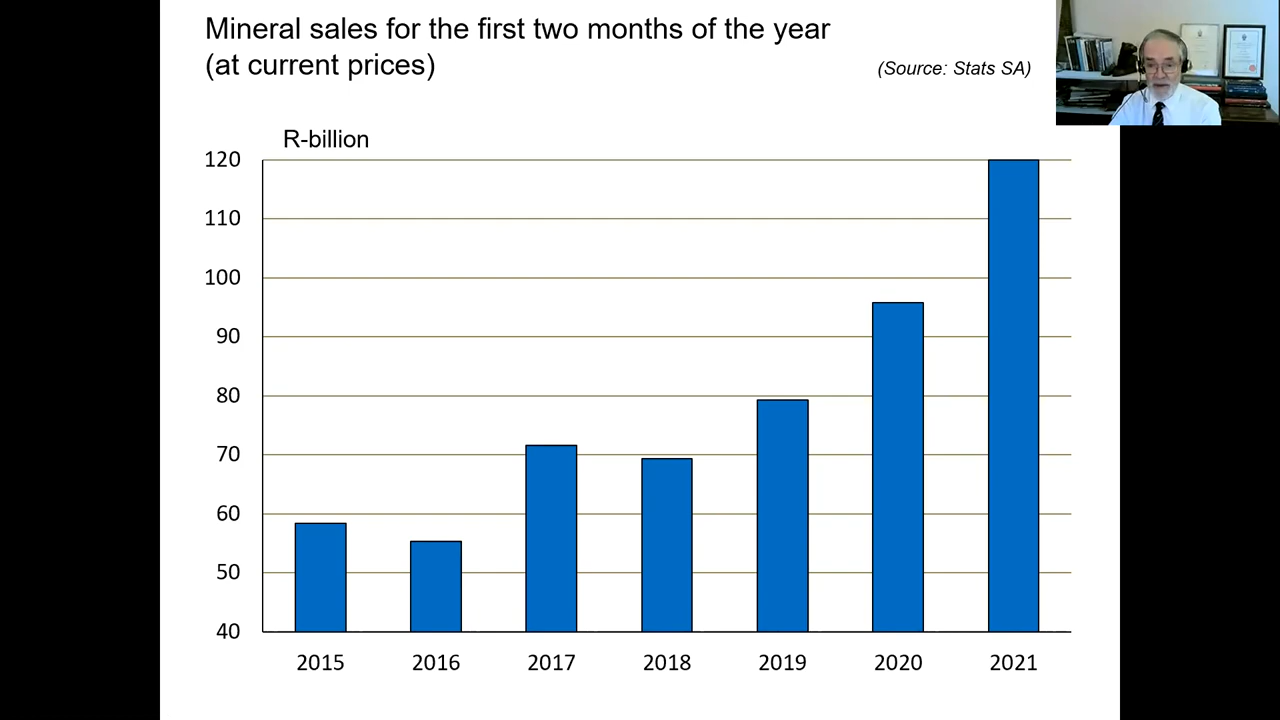 Mineral sales for the first two months of the year
(at current prices)
(Source: Stats SA)
R-billion
120
110
100
90
80
70
60
50
40
2015 2016 2017 2018 2019 2020 2021